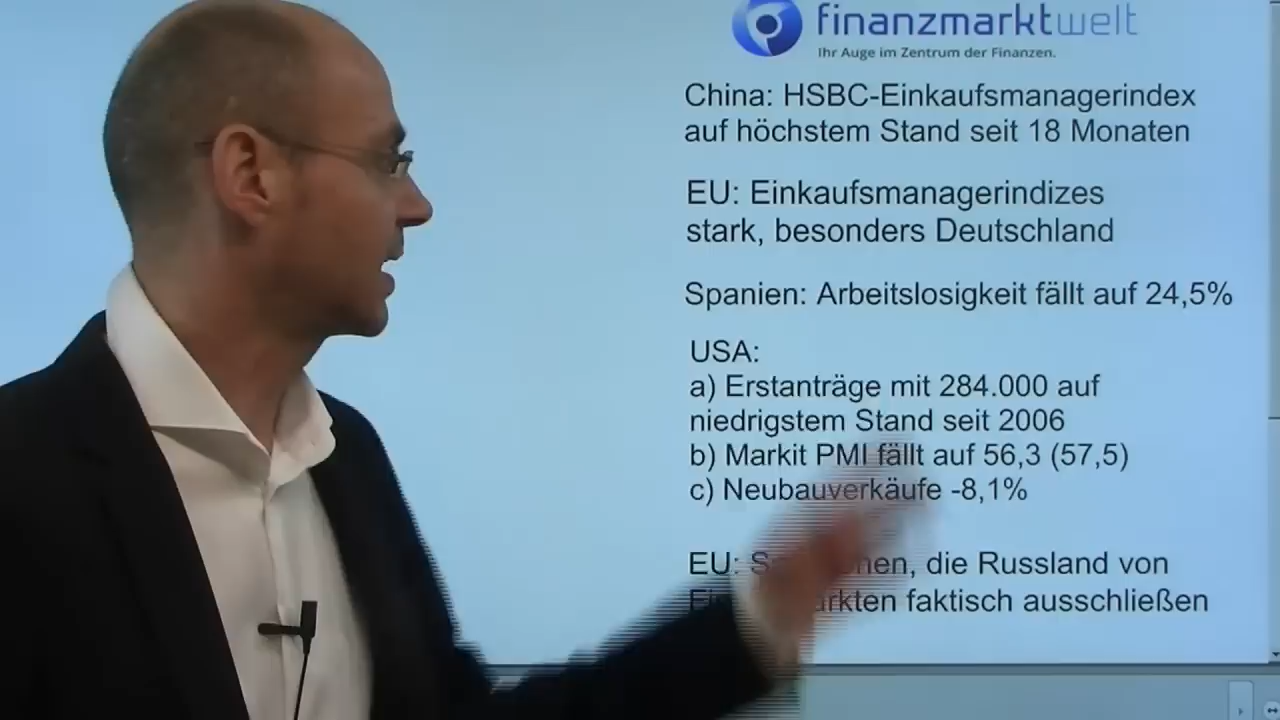 finanzmarktwelt
Ihr Auge im Zentrum der Finanzen.
China: HSBC-Einkaufsmanagerindex
auf höchstem Stand seit 18 Monaten
EU: Einkaufsmanagerindizes
stark, besonders Deutschland
Spanien: Arbeitslosigkeit fällt auf 24,5%
USA:
a) Erstanträge mit 284.000 auf
niedrigstem Stand seit 2006
b) Markit PMI fällt auf 56,3 (57,5)
c) Neubauverkäufe -8,1%
EU: die Russland von
faktisch ausschließen